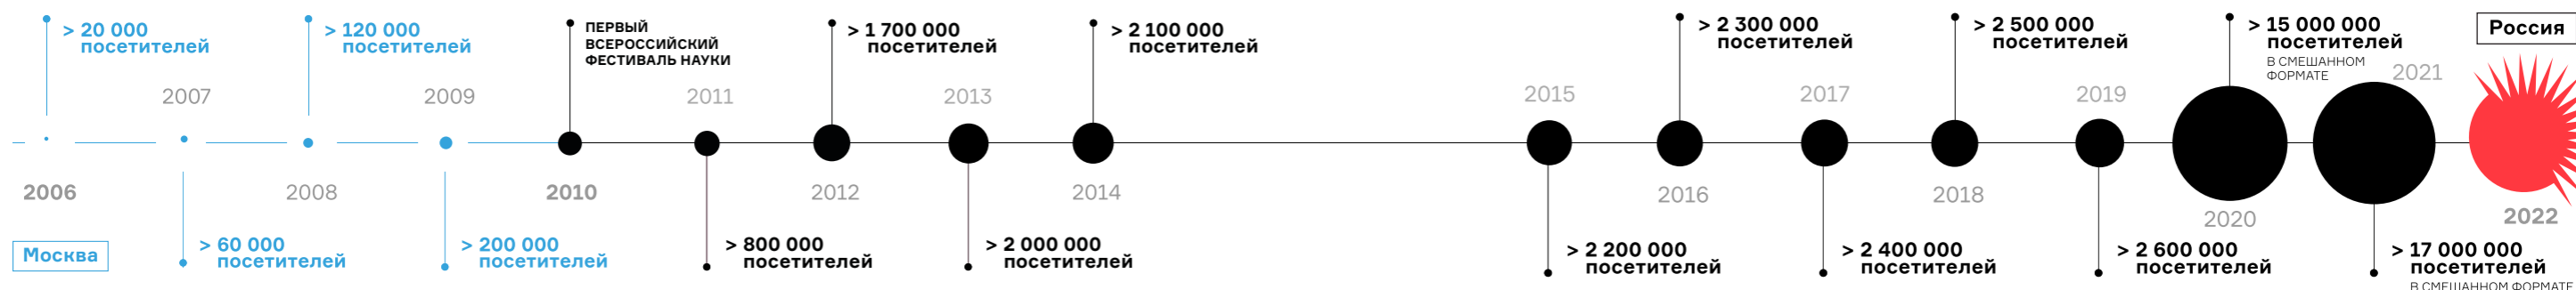 > 20 000
посетителей
2006
Москва
2007
> 60 000
посетителей
> 120 000
посетителей
2008
2009
> 200 000
посетителей
ПЕРВЫЙ
ВСЕРОССИЙСКИЙ
ФЕСТИВАЛЬ НАУКИ
2010
2011
> 800 000
посетителей
> 1 700 000
посетителей
2012
2013
> 2 000 000
посетителей
> 2 100 000
посетителей
2014
2015
> 2 200 000
посетителей
> 2 300 000
посетителей
2016
2017
> 2 400 000
посетителей
> 2 500 000
посетителей
2018
2019
> 2 600 000
посетителей
> 15 000 000
посетителей
В СМЕШАННОМ
ФОРМАТЕ
2020
2021
> 17 000 000
посетителей
В СМЕШАННОМ ФОРМАТЕ
Россия
2022